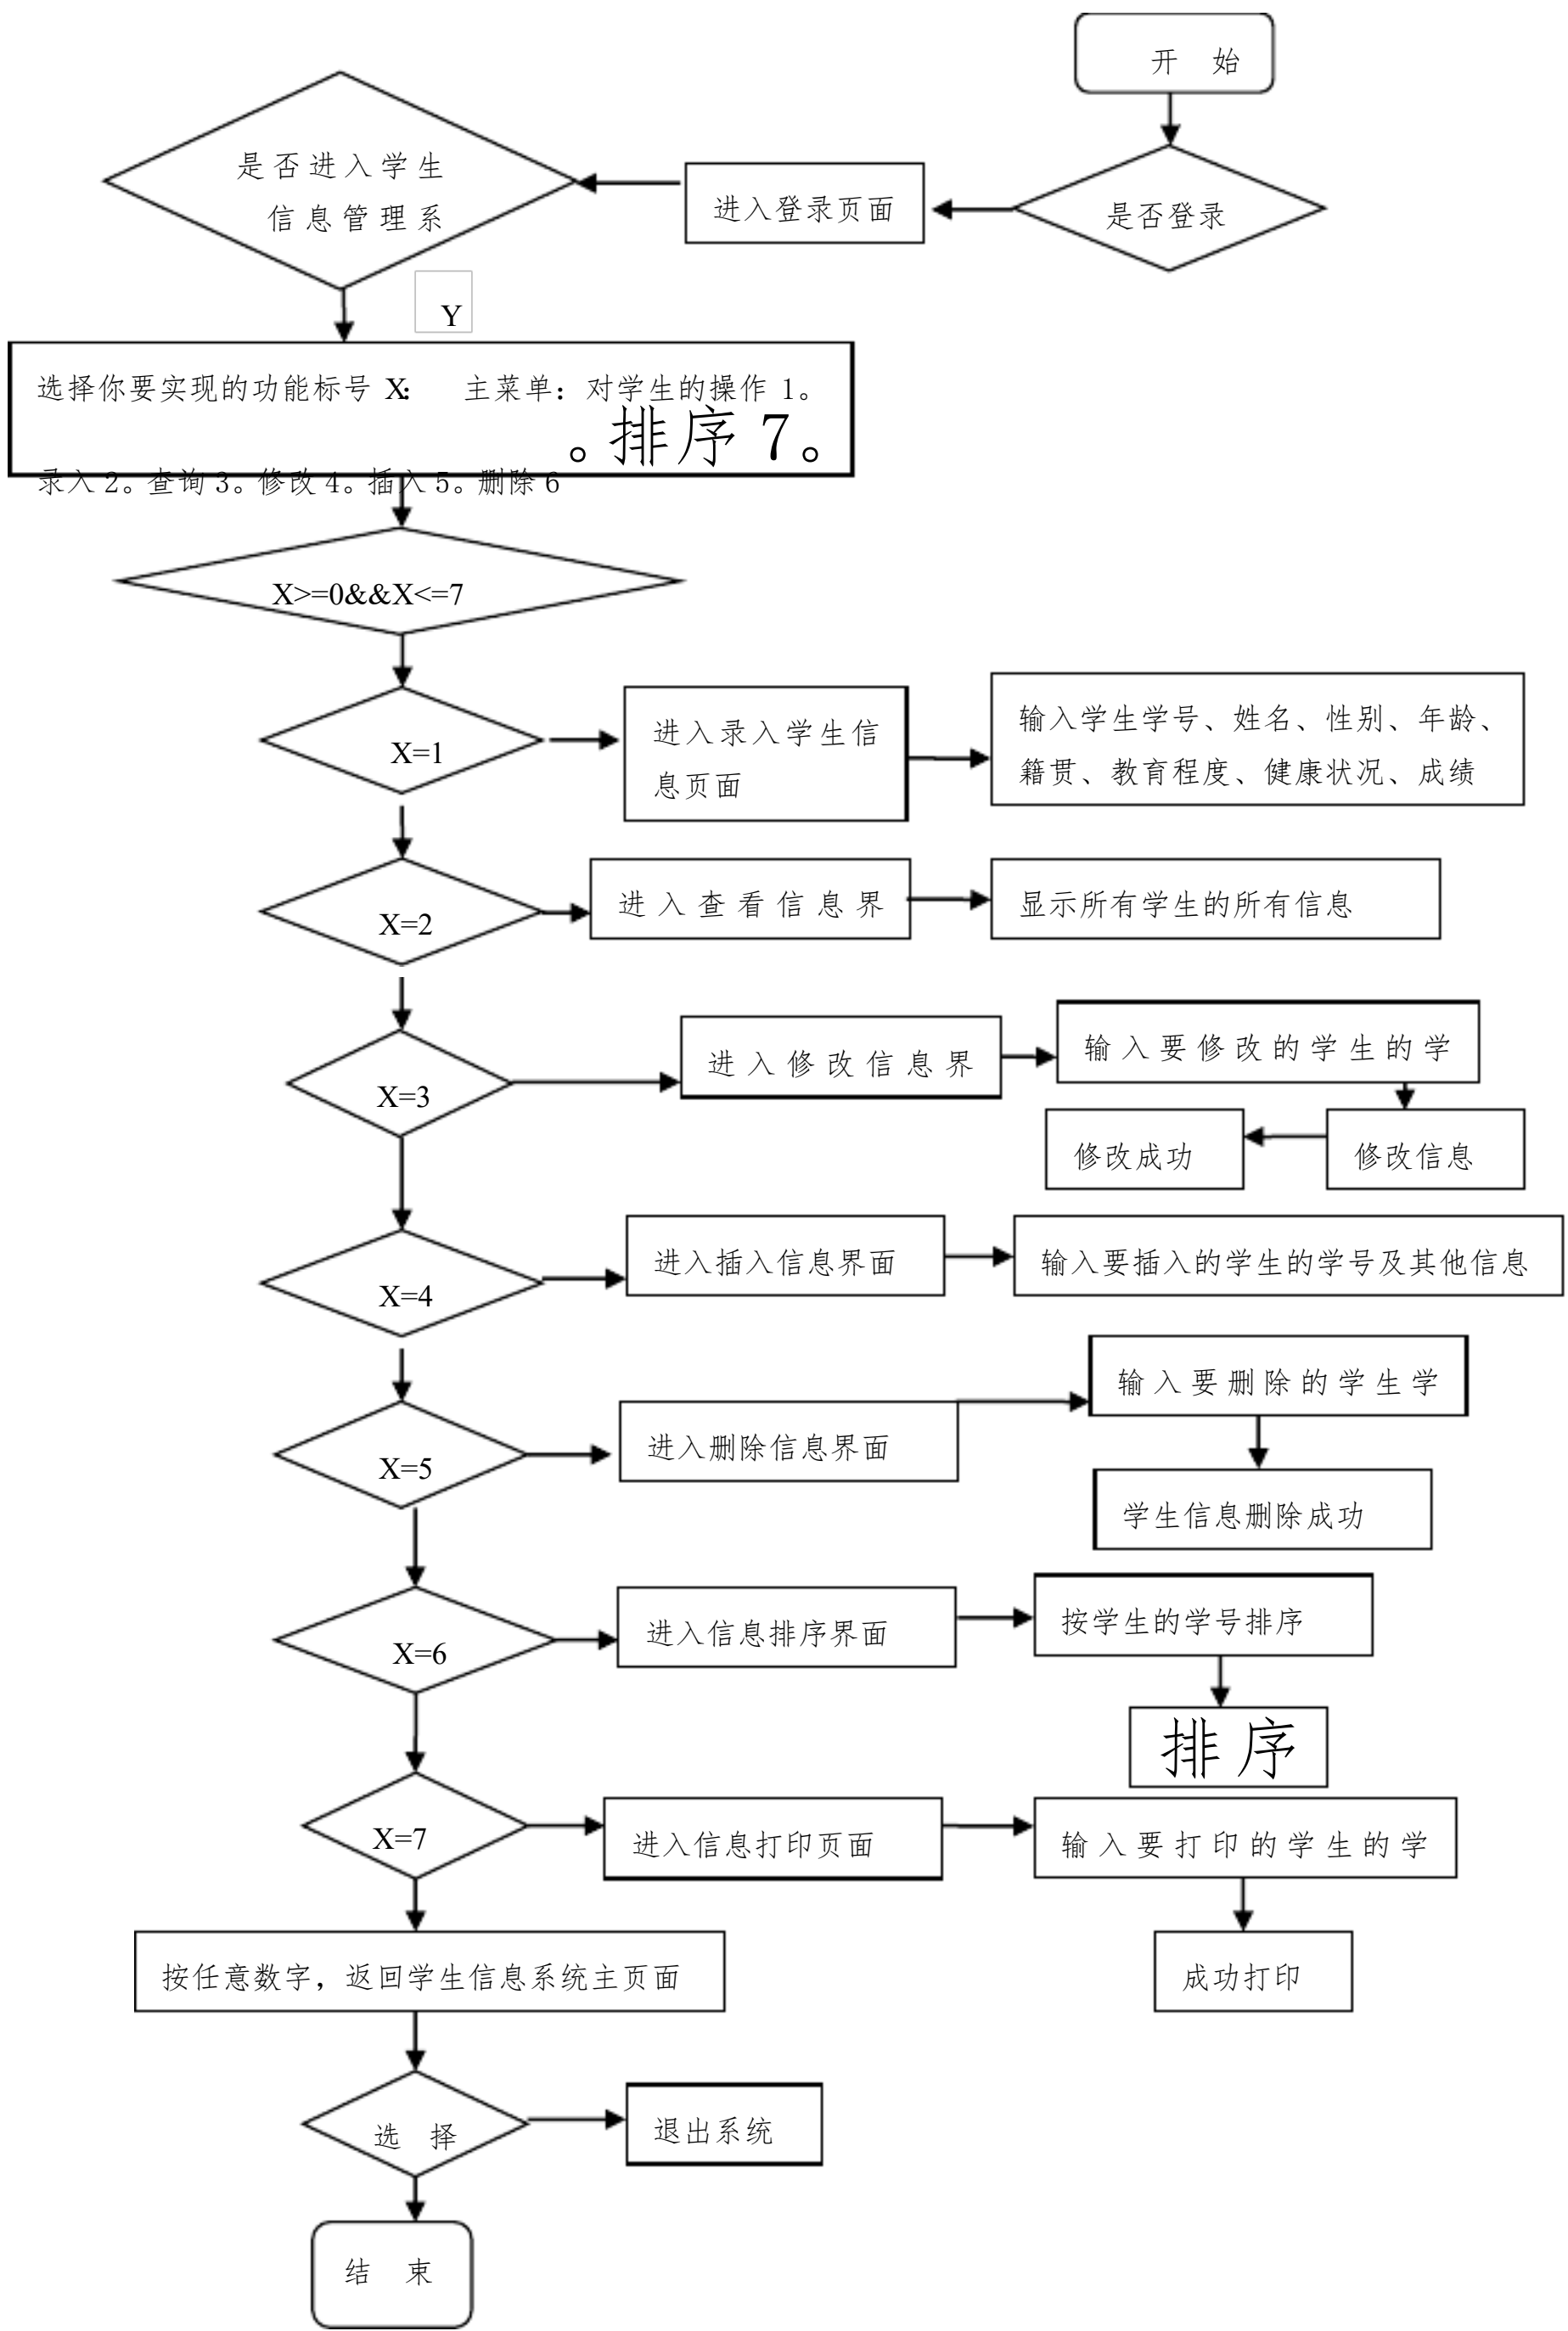 开 始
是否登录
进入登录页面
是否进入学生
信息管理系
Y
选择你要实现的功能标号 X： 主菜单：对学生的操作 1。
录入 2。查询 3。修改 4。插入 5。删除 6
。排序 7。
X>=0&&X<=7
X=1
进入录入学生信
息页面
输入学生学号、姓名、性别、年龄、
籍贯、教育程度、健康状况、成绩
X=2
进入查看信息界
显示所有学生的所有信息
X=3
进入修改信息界
输入要修改的学生的学
修改信息
修改成功
X=4
进入插入信息界面
输入要插入的学生的学号及其他信息
X=5
进入删除信息界面
输入要删除的学生学
学生信息删除成功
X=6
进入信息排序界面
按学生的学号排序
排序
X=7
进入信息打印页面
输入要打印的学生的学
成功打印
按任意数字，返回学生信息系统主页面
选 择
退出系统
结 束